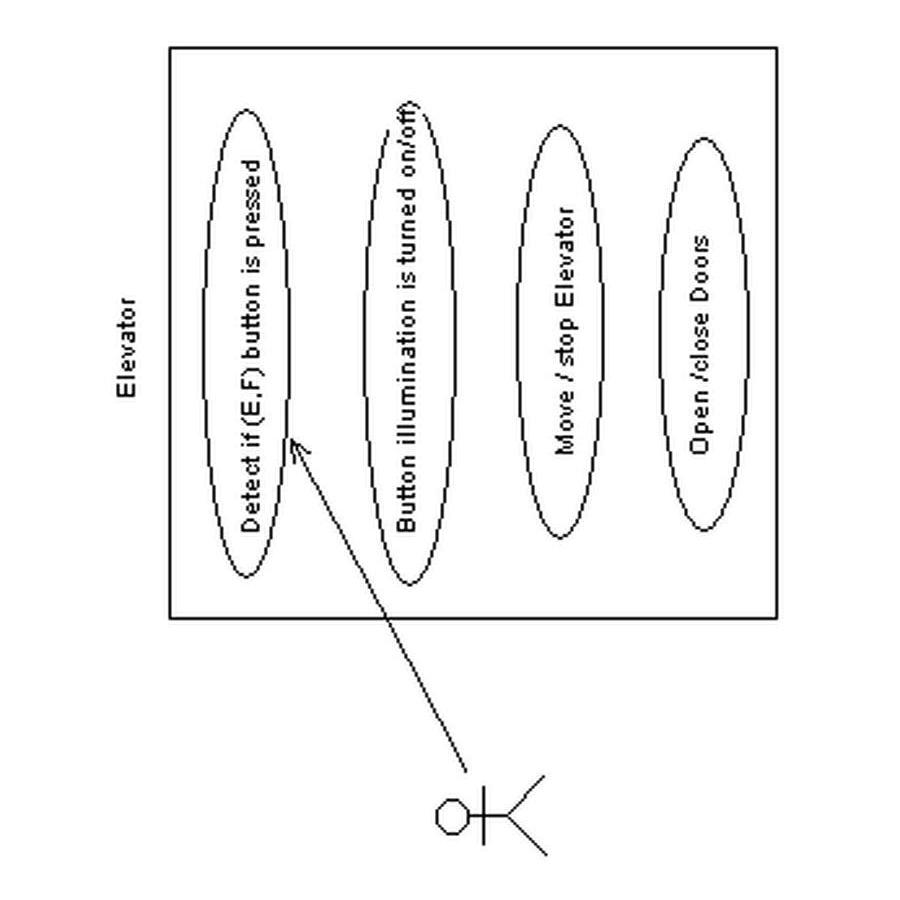 Elevator
Detect if (E,F) button is pressed
Button illumination is turned on/off)
Move / stop Elevator
Open /close Doors